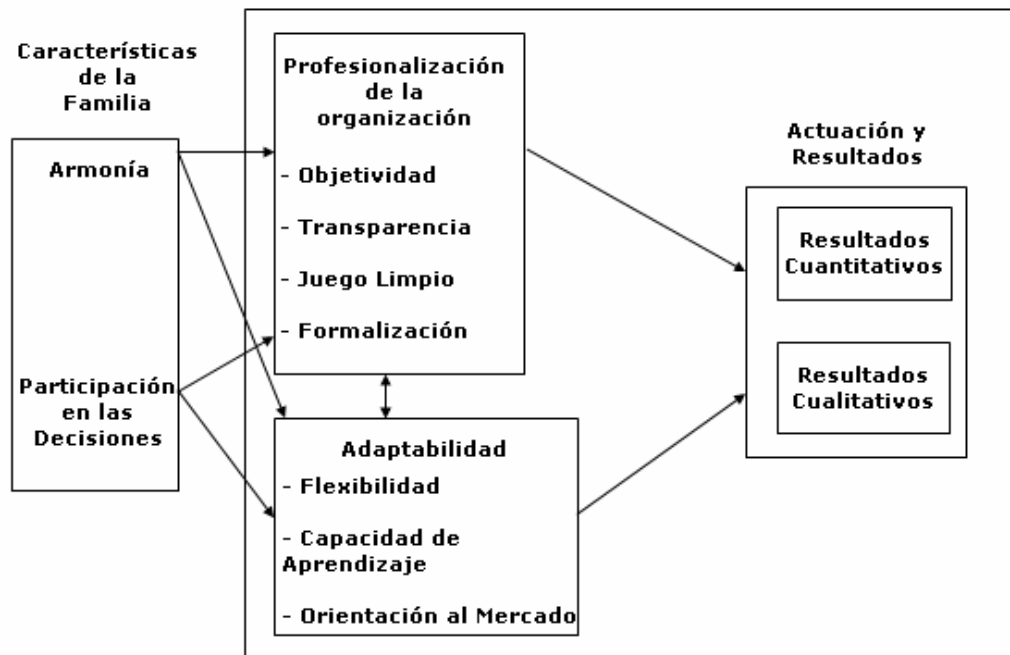 Características
de la
Familia
Armonía
Participación
en las
Decisiones
Profesionalización
de la
organización
- Objetividad
- Transparencia
- Juego Limpio
- Formalización
Adaptabilidad
- Flexibilidad
- Capacidad de
Aprendizaje
- Orientación al Mercado
Actuación y
Resultados
Resultados
Cuantitativos
Resultados
Cualitativos